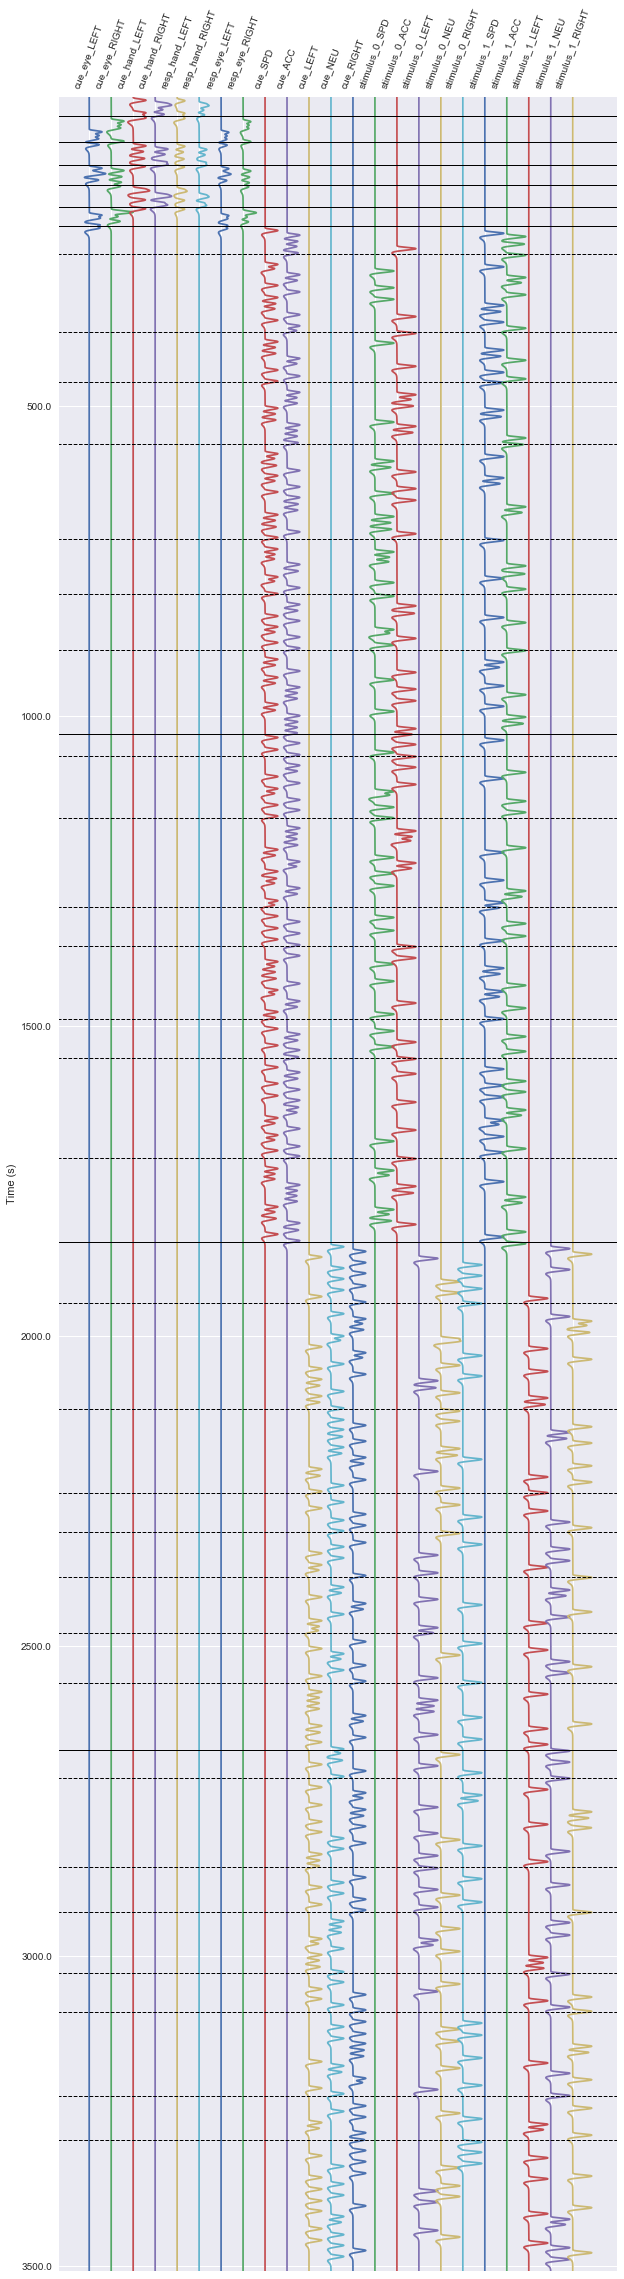 cue_eye_LEFT
cue_eye_RIGHT
cue_hand_LEFT
cue_hand_RIGHT
resp_hand_LEFT
resp_hand_RIGHT
resp_eye_LEFT
resp_eye_RIGHT
cue_SPD
cue_ACC
cue_LEFT
cue_NEU
cue_RIGHT
stimulus_0_SPD
stimulus_0_ACC
stimulus_0_LEFT
stimulus_0_NEU
stimulus_0_RIGHT
stimulus_1_SPD
stimulus_1_ACC
stimulus_1_LEFT
stimulus_1_NEU
stimulus_1_RIGHT
500.0
1000.0
1500.0
Time (s)
2000.0
2500.0
3000.0
3500.0